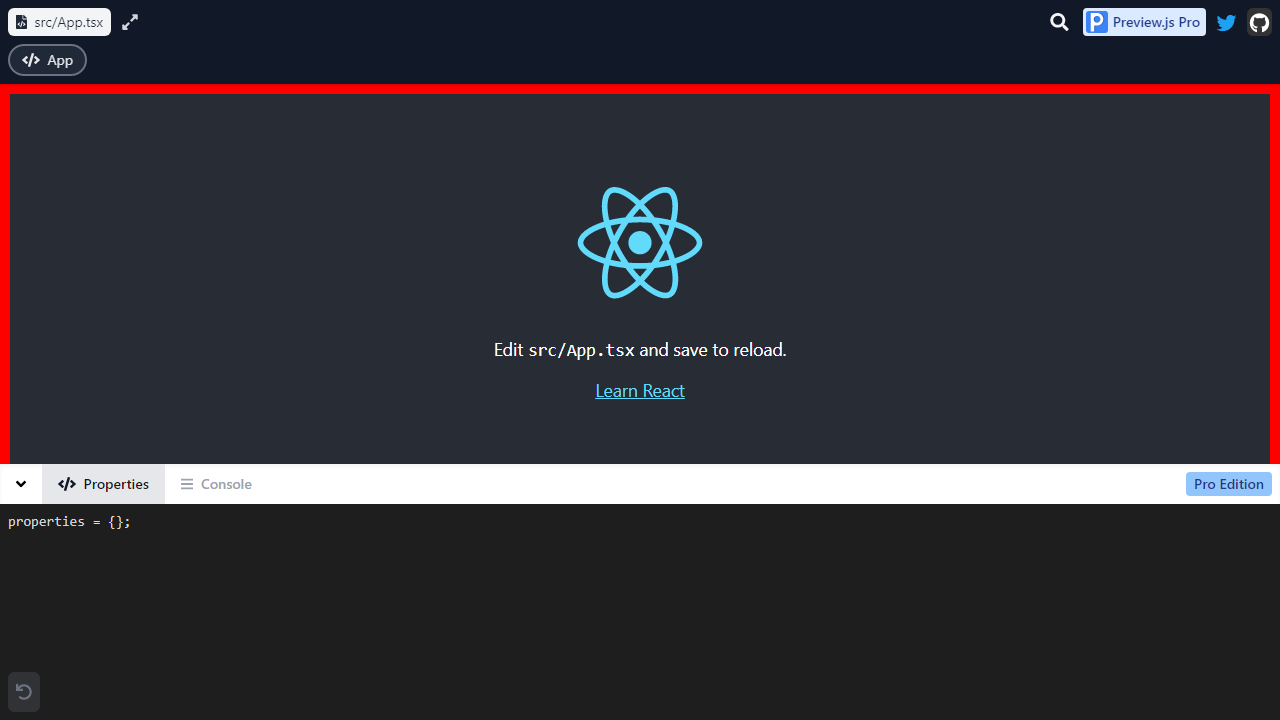 src/App.tsx
Preview.js Pro
App
Edit src/App.tsx and save to reload.
Learn React
Properties
Console
Pro Edition
properties = {};